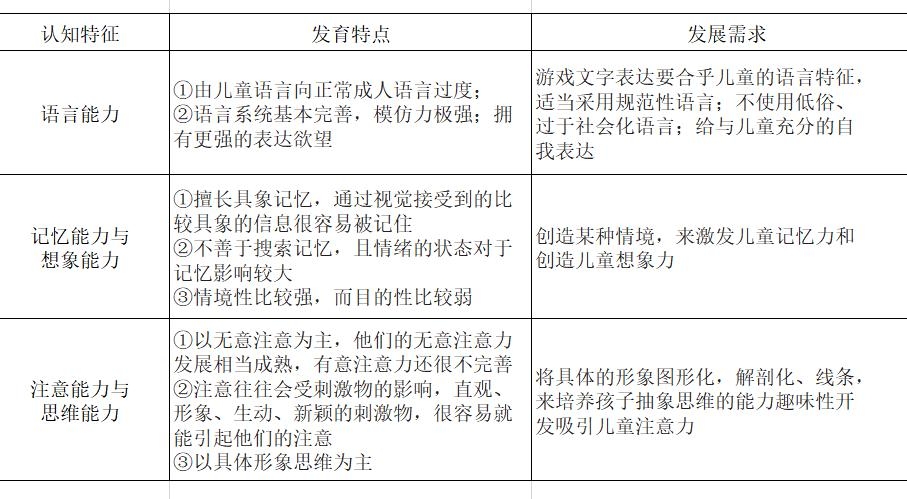 认知特征
发育特点
发展需求
语言能力
①由儿童语言向正常成人语言过度；
②语言系统基本完善，模仿力极强；拥
有更强的表达欲望
游戏文字表达要合乎儿童的语言特征，
适当采用规范性语言；不使用低俗、
过于社会化语言；给与儿童充分的自
我表达
记忆能力与
想象能力
①擅长具象记忆，通过视觉接受到的比
较具象的信息很容易被记住
②不善于搜索记忆，且情绪的状态对于
记忆影响较大
③情境性比较强，而目的性比较弱
创造某种情境，来激发儿童记忆力和
创造儿童想象力
注意能力与
思维能力
①以无意注意为主，他们的无意注意力
发展相当成熟，有意注意力还很不完善
②注意往往会受刺激物的影响，直观、
形象、生动、新颖的刺激物，很容易就
能引起他们的注意
③以具体形象思维为主
将具体的形象图形化，解剖化、线条，
来培养孩子抽象思维的能力趣味性开
发吸引儿童注意力